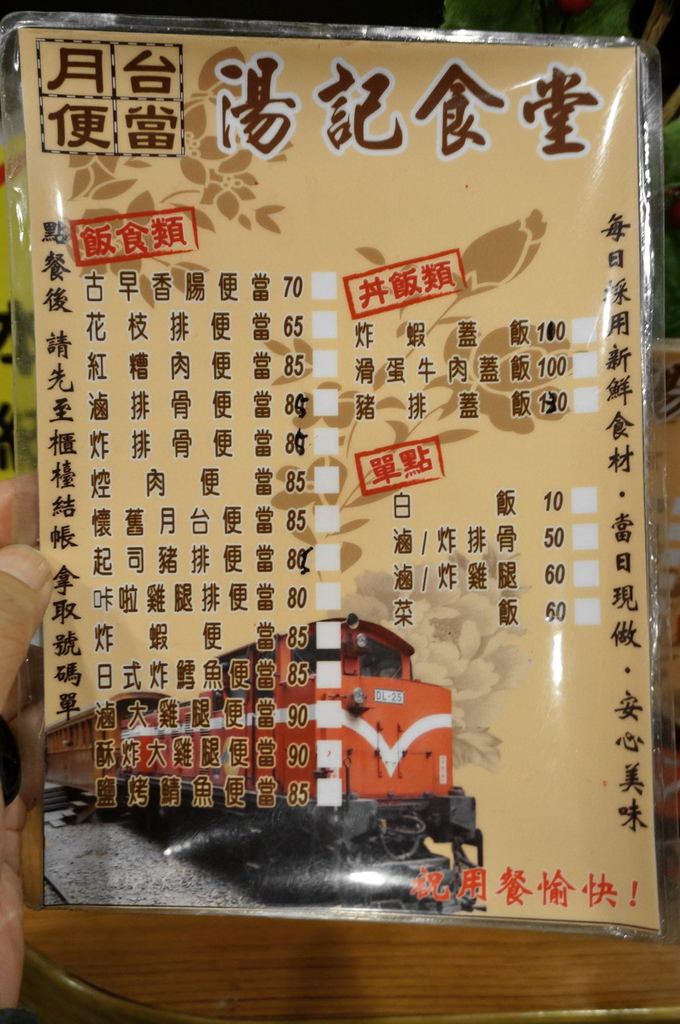 月台
便當
湯記食堂
點餐後 請先至櫃檯結帳 拿取號碼單
飯食類
古早香腸便當 70
花枝排便當 65
紅糟肉便當 85
滷排骨便當 85
炸排骨便當 85
焢肉便當 85
懷舊月台便當 85
起司豬排便當 85
咔啦雞腿排便當 80
炸蝦便當 85
日式炸鱈魚便當 85
滷大雞腿便當 90
酥炸大雞腿便當 90
鹽烤鯖魚便當 85
丼飯類
炸蝦蓋飯 100
滑蛋牛肉蓋飯 100
豬排蓋飯
單點
白飯 10
滷/炸排骨 50
滷/炸雞腿 60
菜飯 60
每日採用新鮮食材．當日現做．安心美味
DL-25
祝用餐愉快！